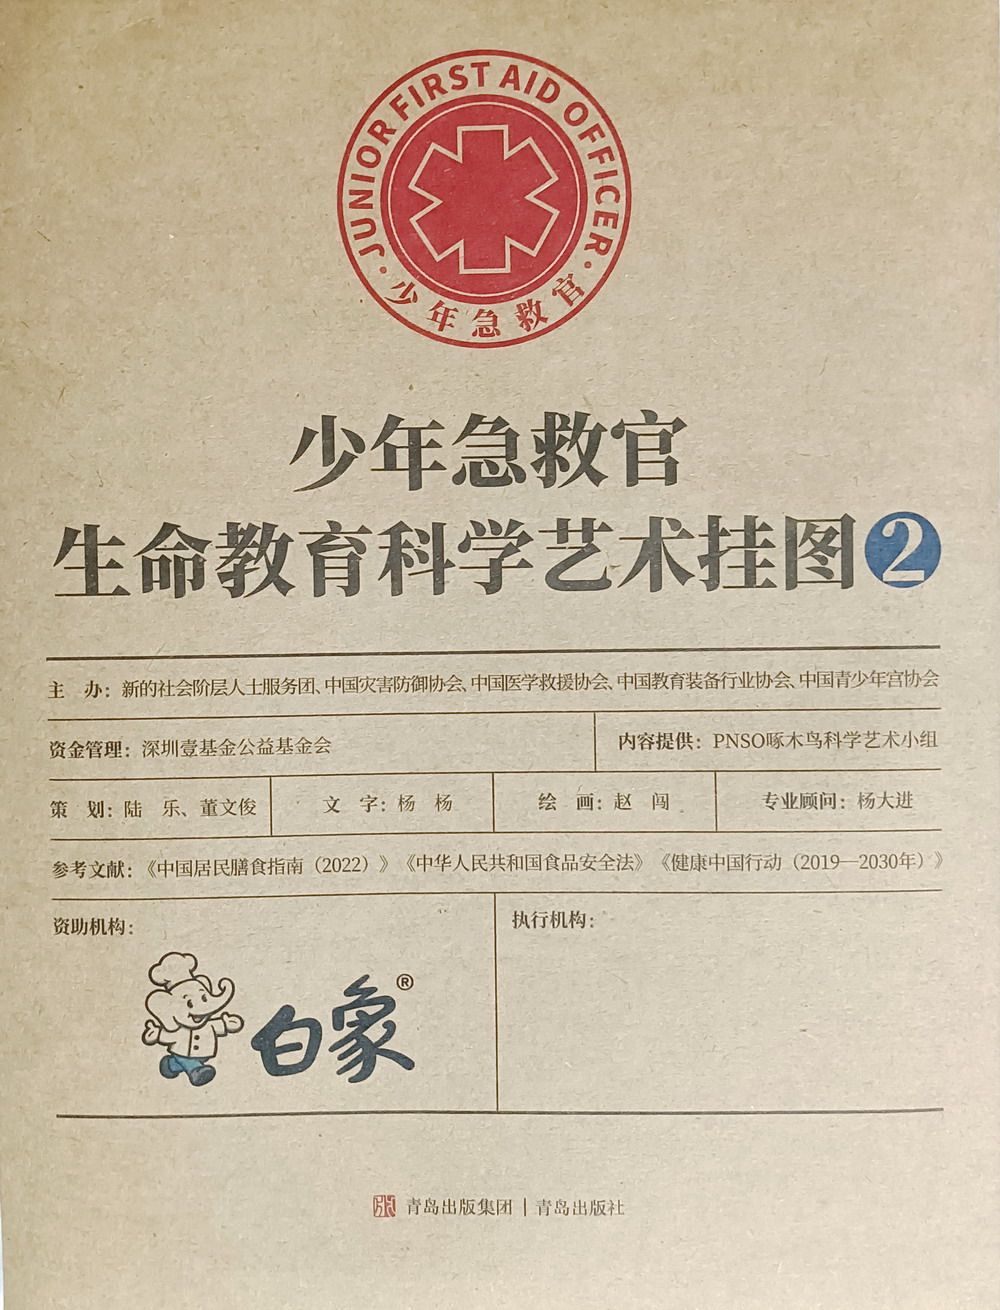 JUNIOR FIRST AID OFFICER
·少年急救官·
少年急救官
生命教育科学艺术挂图2
主　办：新的社会阶层人士服务团、中国灾害防御协会、中国医学救援协会、中国教育装备行业协会、中国青少年宫协会
资金管理：深圳壹基金公益基金会
内容提供：PNSO啄木鸟科学艺术小组
策　划：陆　乐、董文俊
文　字：杨　杨
绘　画：赵　闯
专业顾问：杨大进
参考文献：《中国居民膳食指南（2022）》《中华人民共和国食品安全法》《健康中国行动（2019—2030年）》
资助机构：
白象®
执行机构：
青岛出版集团 | 青岛出版社